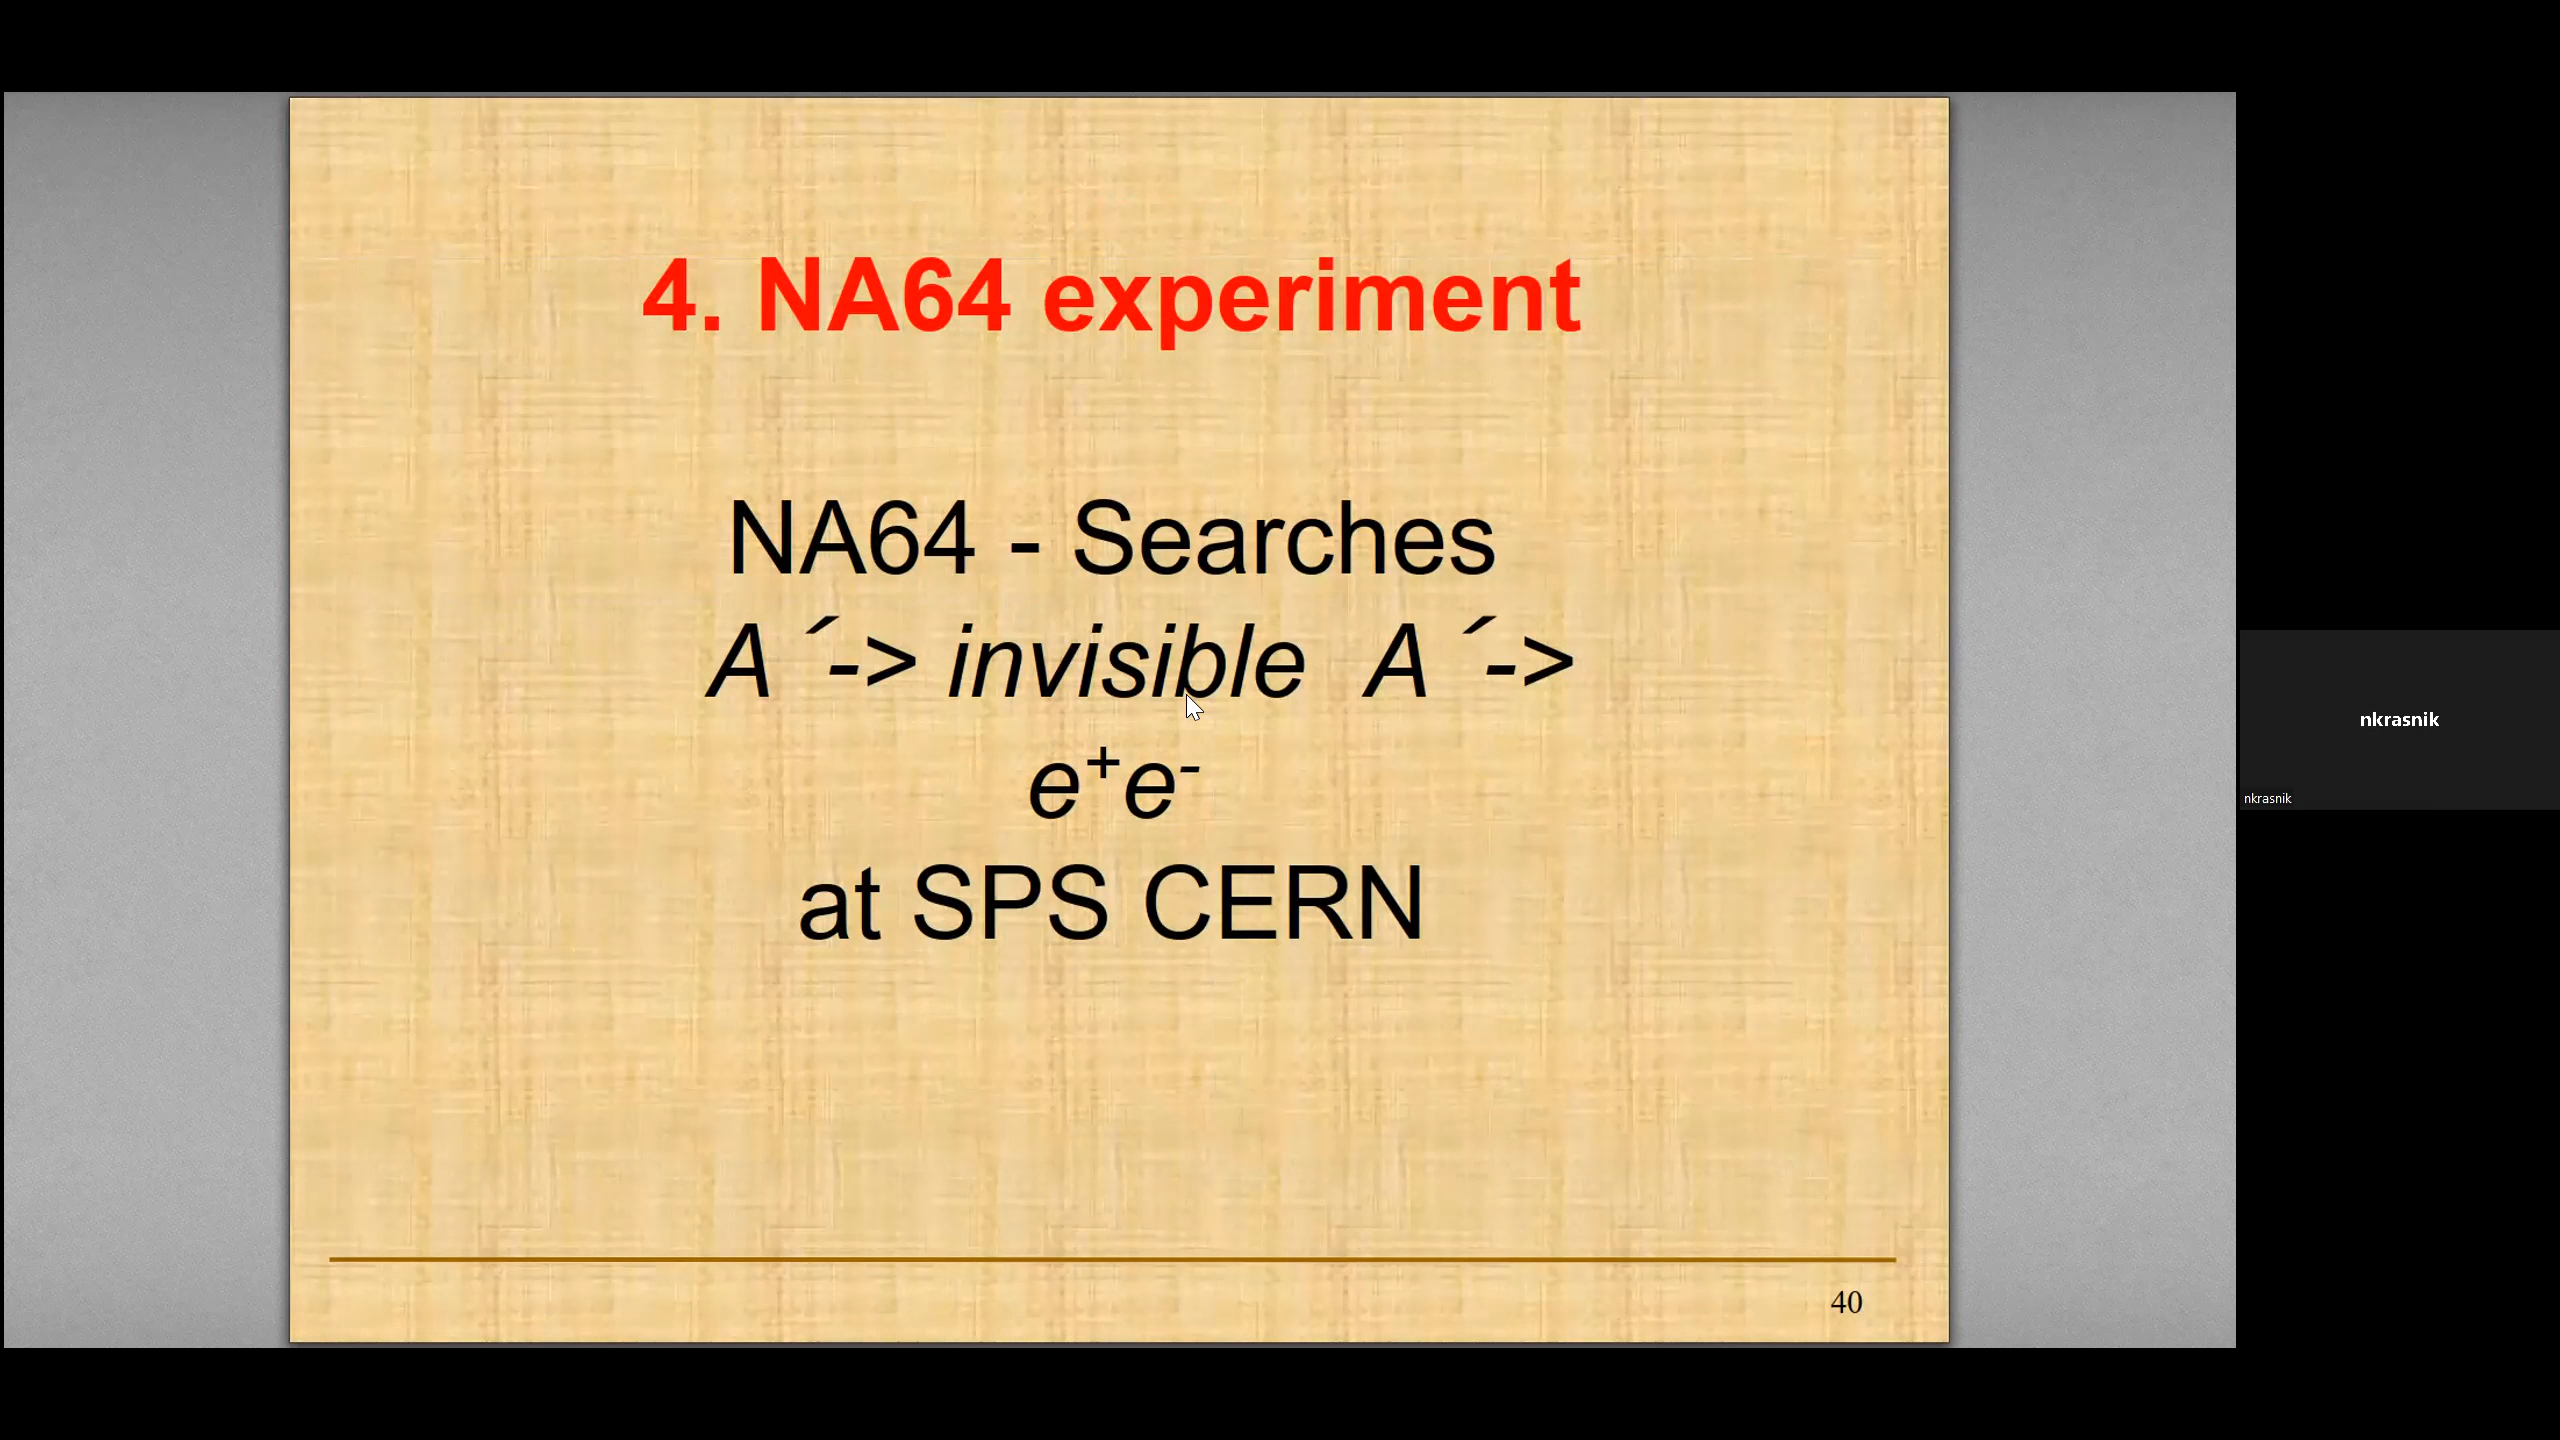 4. NA64 experiment
NA64 - Searches
A ´-> invisible  A ´->
e⁺e⁻
at SPS CERN
40
nkrasnik
nkrasnik